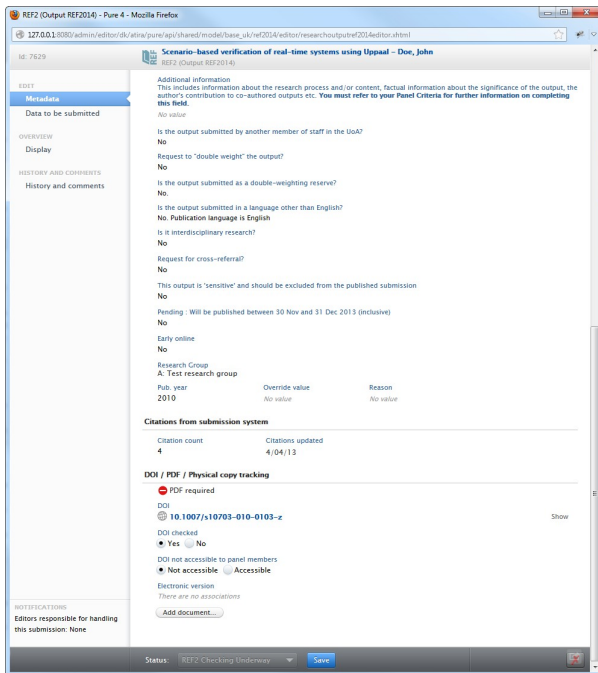 REF2 (Output REF2014) - Pure 4 - Mozilla Firefox
127.0.0.1:8080/admin/editor/dk/atira/pure/api/shared/model/base_uk/ref2014/editor/researchoutputref2014editor.xhtml
Id: 7629
Scenario-based verification of real-time systems using Uppaal - Doe, John
REF2 (Output REF2014)
EDIT
Metadata
Data to be submitted
OVERVIEW
Display
HISTORY AND COMMENTS
History and comments
Additional information
This includes information about the research process and/or content, factual information about the significance of the output, the
author's contribution to co-authored outputs etc. You must refer to your Panel Criteria for further information on completing
this field.
No value
Is the output submitted by another member of staff in the UoA?
No
Request to "double weight" the output?
No
Is the output submitted as a double-weighting reserve?
No.
Is the output submitted in a language other than English?
No. Publication language is English
Is it interdisciplinary research?
No
Request for cross-referral?
No
This output is 'sensitive' and should be excluded from the published submission
No
Pending : Will be published between 30 Nov and 31 Dec 2013 (inclusive)
No
Early online
No
Research Group
A: Test research group
Pub. year Override value Reason
2010 No value No value
Citations from submission system
Citation count Citations updated
4 4/04/13
DOI / PDF / Physical copy tracking
PDF required
DOI
10.1007/s10703-010-0103-z Show
DOI checked
Yes No
DOI not accessible to panel members
Not accessible Accessible
Electronic version
There are no associations
Add document...
NOTIFICATIONS
Editors responsible for handling
this submission: None
Status: REF2 Checking Underway Save